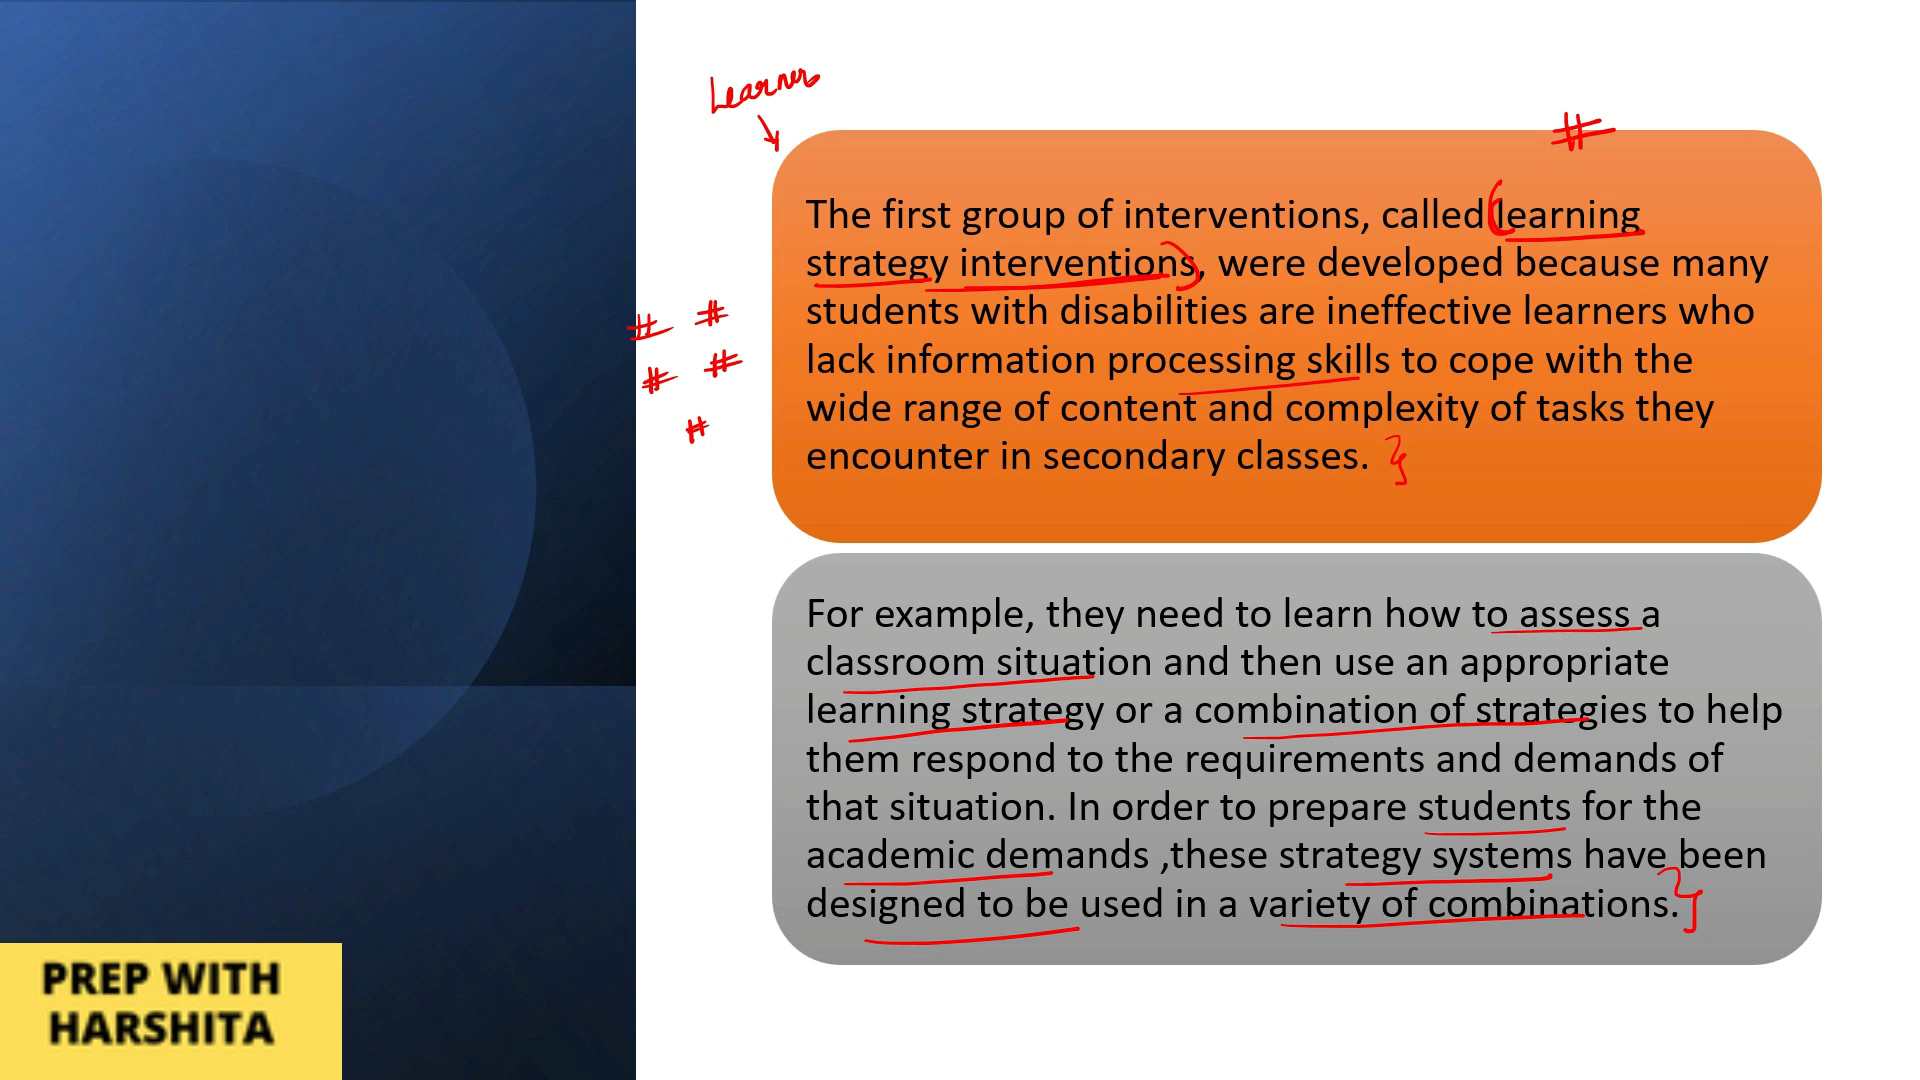 Learner
The first group of interventions, called learning
strategy interventions, were developed because many
students with disabilities are ineffective learners who
lack information processing skills to cope with the
wide range of content and complexity of tasks they
encounter in secondary classes.
For example, they need to learn how to assess a
classroom situation and then use an appropriate
learning strategy or a combination of strategies to help
them respond to the requirements and demands of
that situation. In order to prepare students for the
academic demands ,these strategy systems have been
designed to be used in a variety of combinations.
PREP WITH
HARSHITA